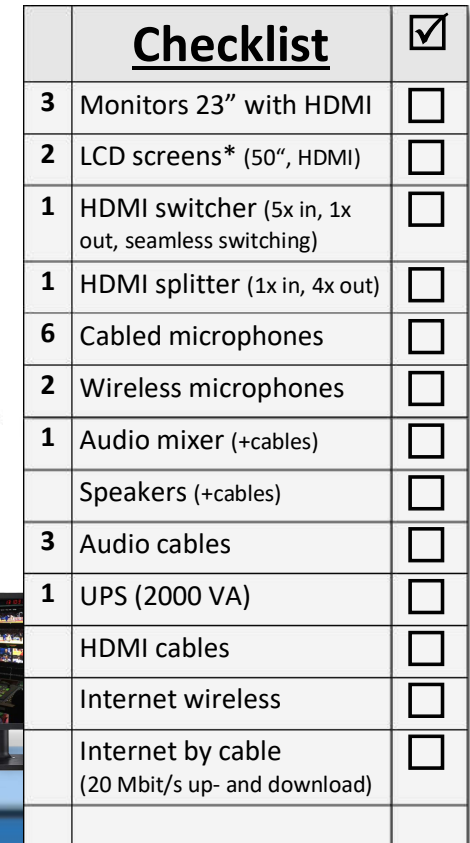 Checklist ☑
3 Monitors 23” with HDMI ☐
2 LCD screens* (50“, HDMI) ☐
1 HDMI switcher (5x in, 1x ☐
out, seamless switching)
1 HDMI splitter (1x in, 4x out) ☐
6 Cabled microphones ☐
2 Wireless microphones ☐
1 Audio mixer (+cables) ☐
Speakers (+cables) ☐
3 Audio cables ☐
1 UPS (2000 VA) ☐
HDMI cables ☐
Internet wireless ☐
Internet by cable ☐
(20 Mbit/s up- and download)